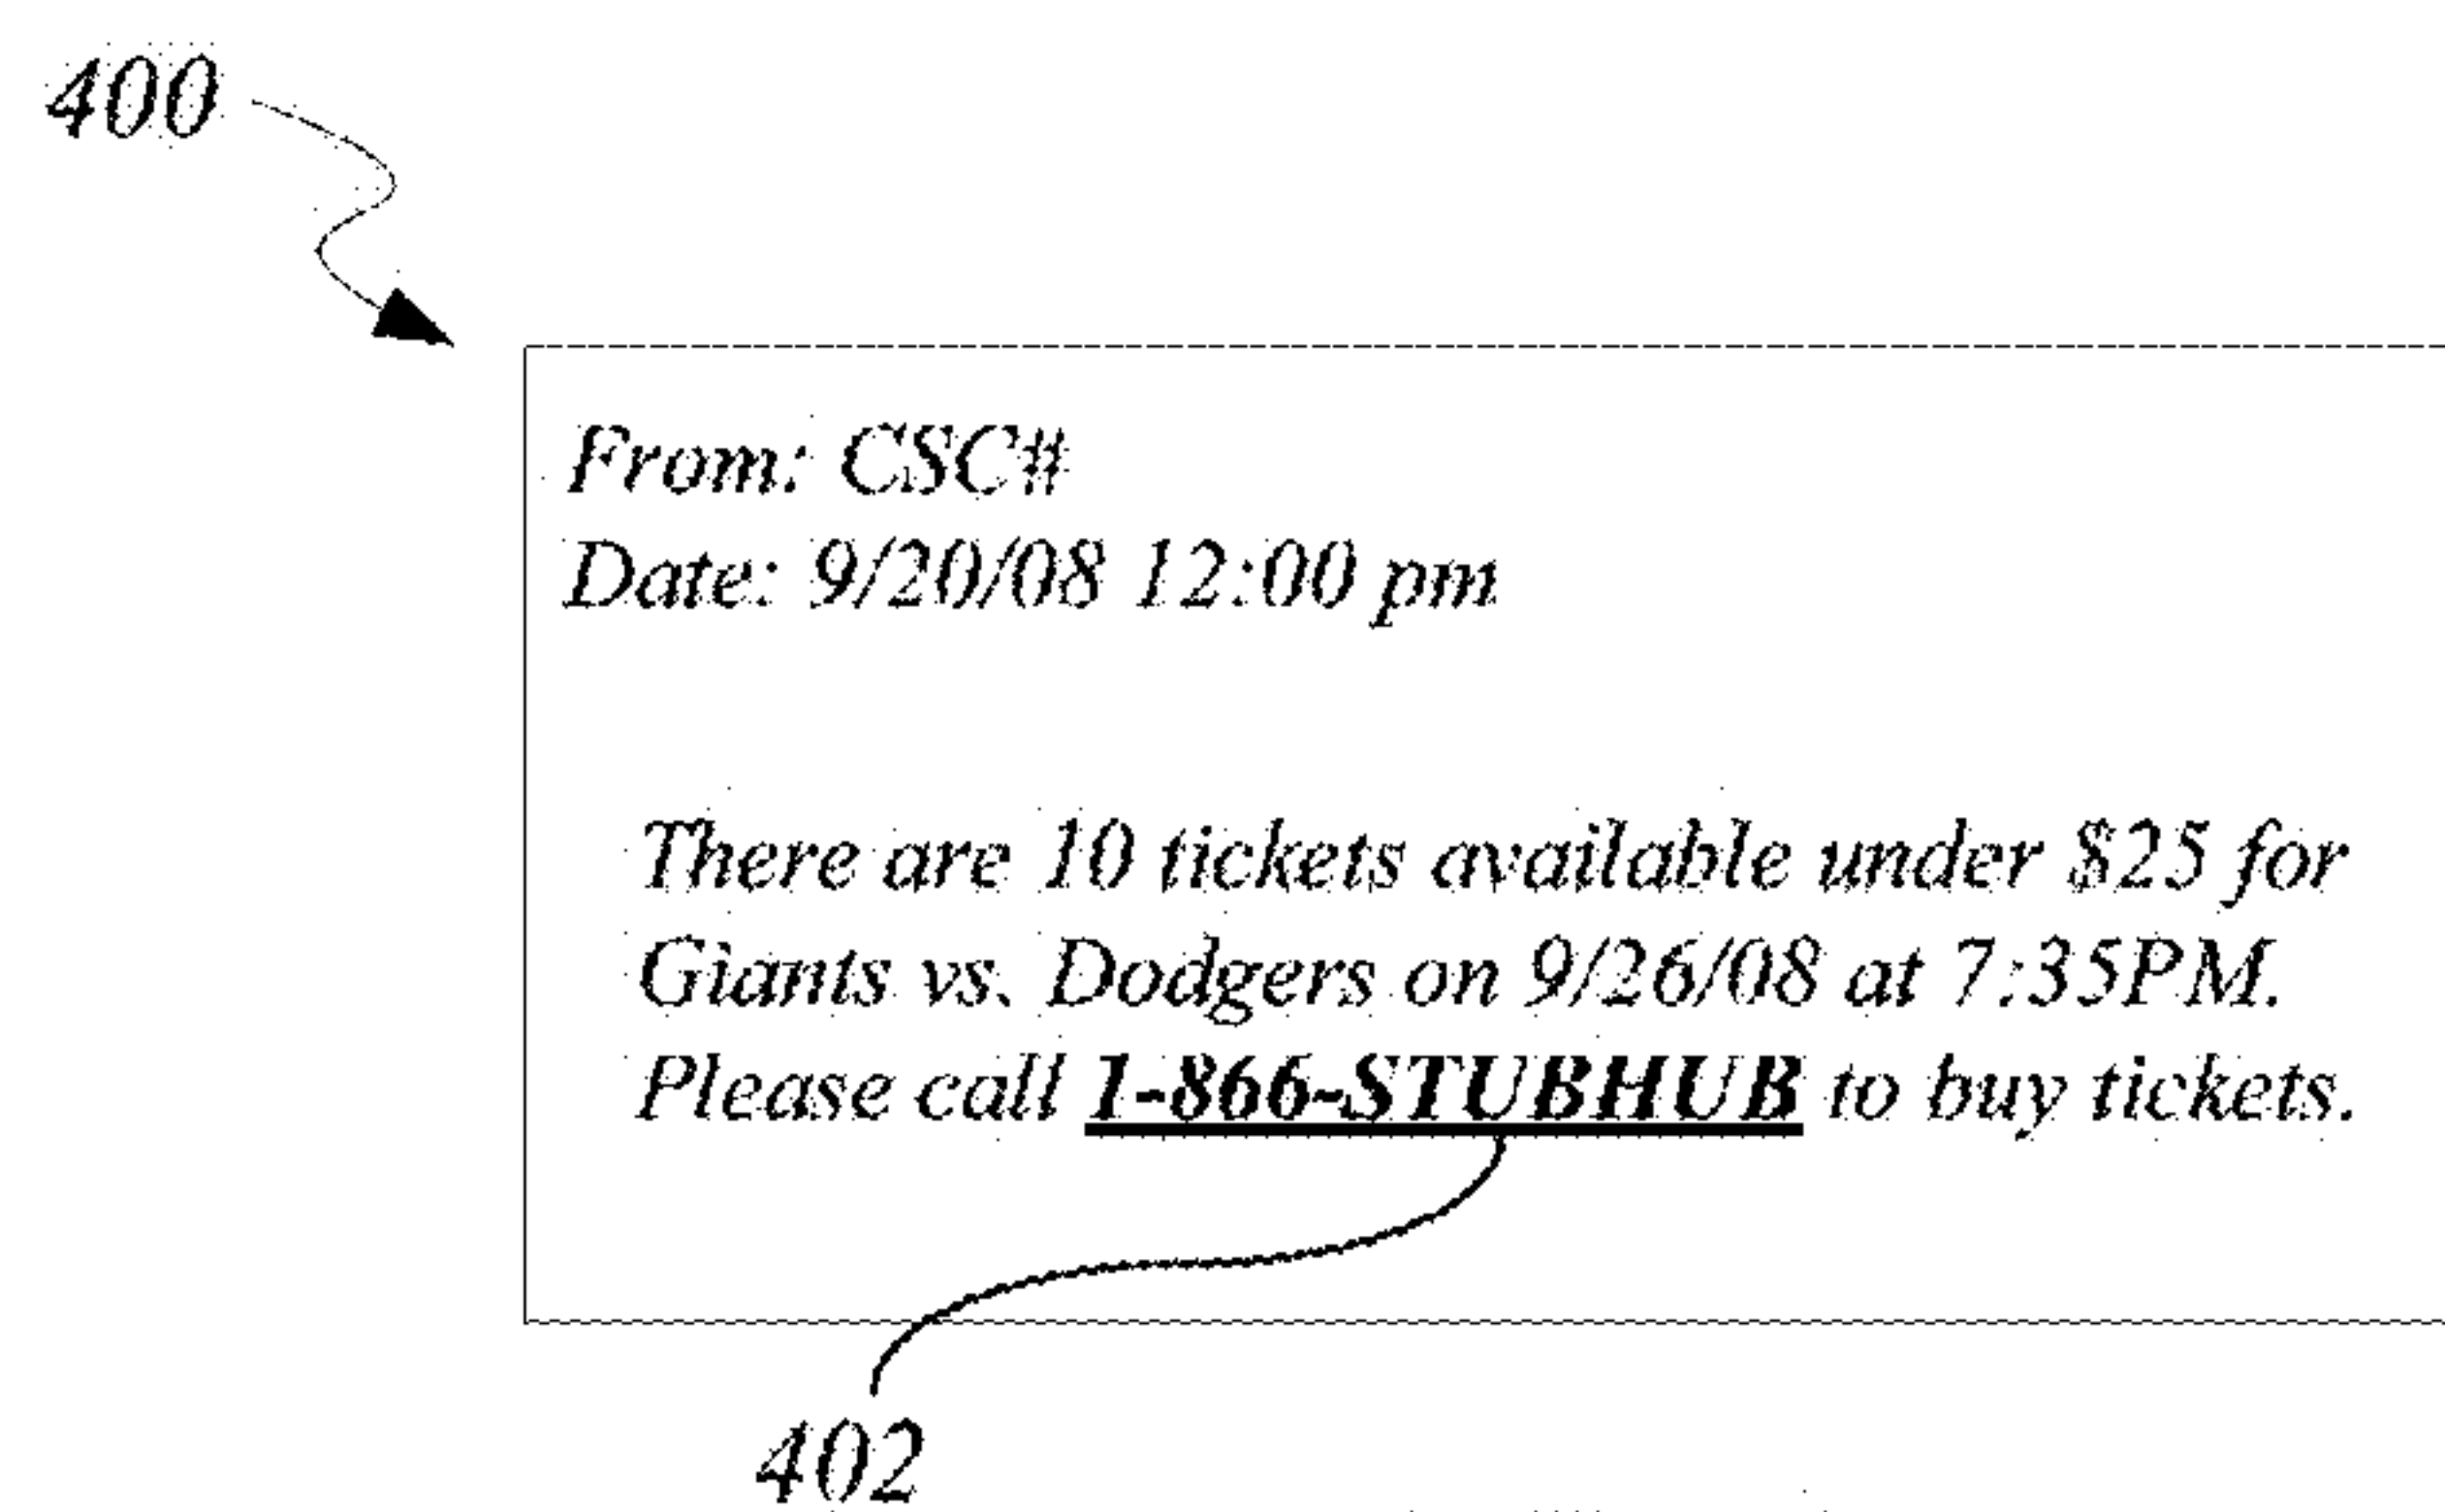 400
From: CSC#
Date: 9/20/08 12:00 pm
There are 10 tickets available under $25 for
Giants vs. Dodgers on 9/26/08 at 7:35PM.
Please call 1-866-STUBHUB to buy tickets.
402